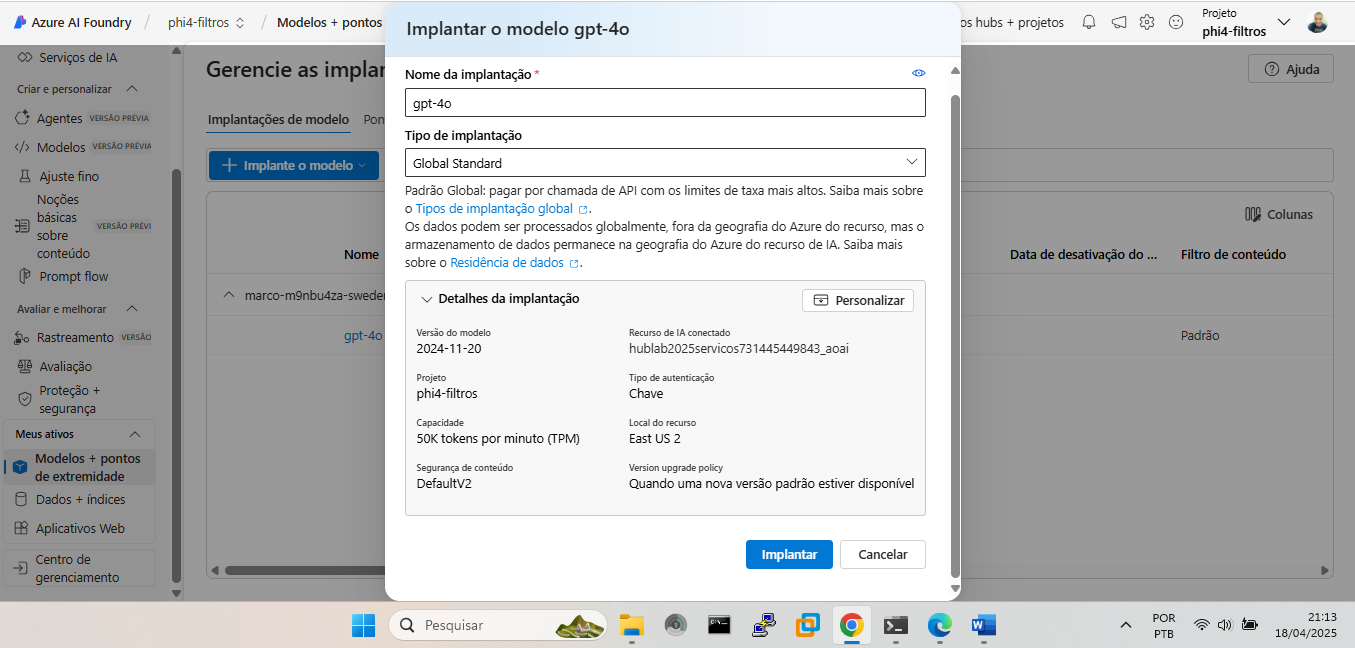 Azure AI Foundry / phi4-filtros / Modelos + pontos
os hubs + projetos
Projeto
phi4-filtros
Serviços de IA
Criar e personalizar
Agentes VERSÃO PRÉVIA
Modelos VERSÃO PRÉVIA
Ajuste fino
Noções
básicas
sobre
conteúdo
VERSÃO PRÉVI
Prompt flow
Avaliar e melhorar
Rastreamento VERSÃO
Avaliação
Proteção +
segurança
Meus ativos
Modelos + pontos
de extremidade
Dados + índices
Aplicativos Web
Centro de
gerenciamento
Gerencie as implan
Ajuda
Implantações de modelo
Pon
Implante o modelo
Colunas
Nome
Data de desativação do ...
Filtro de conteúdo
marco-m9nbu4za-sweden
gpt-4o
Padrão
Implantar o modelo gpt-4o
Nome da implantação *
gpt-4o
Tipo de implantação
Global Standard
Padrão Global: pagar por chamada de API com os limites de taxa mais altos. Saiba mais sobre
o Tipos de implantação global .
Os dados podem ser processados globalmente, fora da geografia do Azure do recurso, mas o
armazenamento de dados permanece na geografia do Azure do recurso de IA. Saiba mais
sobre o Residência de dados .
Detalhes da implantação
Personalizar
Versão do modelo
2024-11-20
Recurso de IA conectado
hublab2025servicos731445449843_aoai
Projeto
phi4-filtros
Tipo de autenticação
Chave
Capacidade
50K tokens por minuto (TPM)
Local do recurso
East US 2
Segurança de conteúdo
DefaultV2
Version upgrade policy
Quando uma nova versão padrão estiver disponível
Implantar
Cancelar
Pesquisar
POR
PTB
21:13
18/04/2025